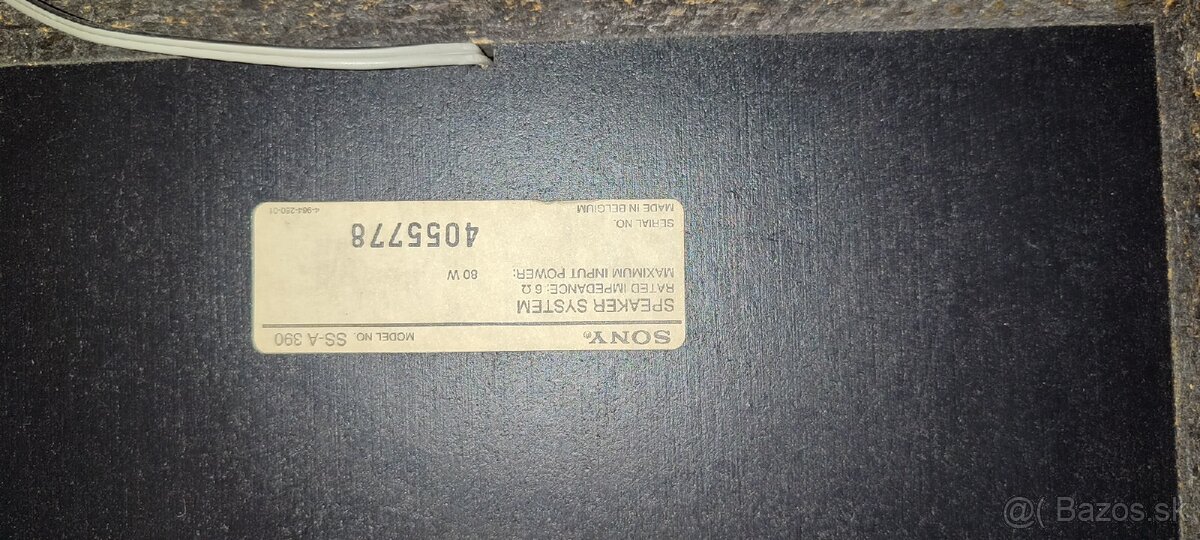 SONY® MODEL NO. SS-A 390
SPEAKER SYSTEM
RATED IMPEDANCE: 6 Ω
MAXIMUM INPUT POWER: 80 W
SERIAL NO. 4055778
MADE IN BELGIUM 4-964-280-01
@( Bazos.sk